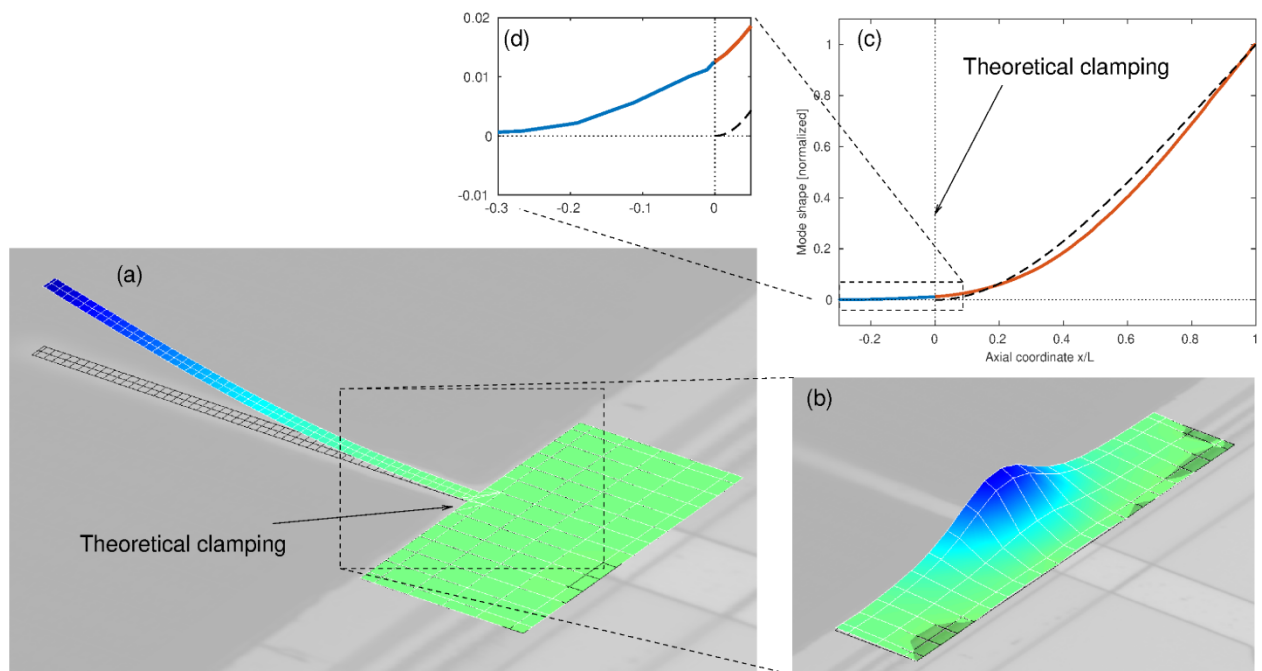 (d)
0.02
0.01
0
-0.01
-0.3
-0.2
-0.1
0
(c)
Theoretical clamping
1
0.8
0.6
0.4
0.2
0
Mode shape [normalized]
-0.2
0
0.2
0.4
0.6
0.8
1
Axial coordinate x/L
(a)
Theoretical clamping
(b)